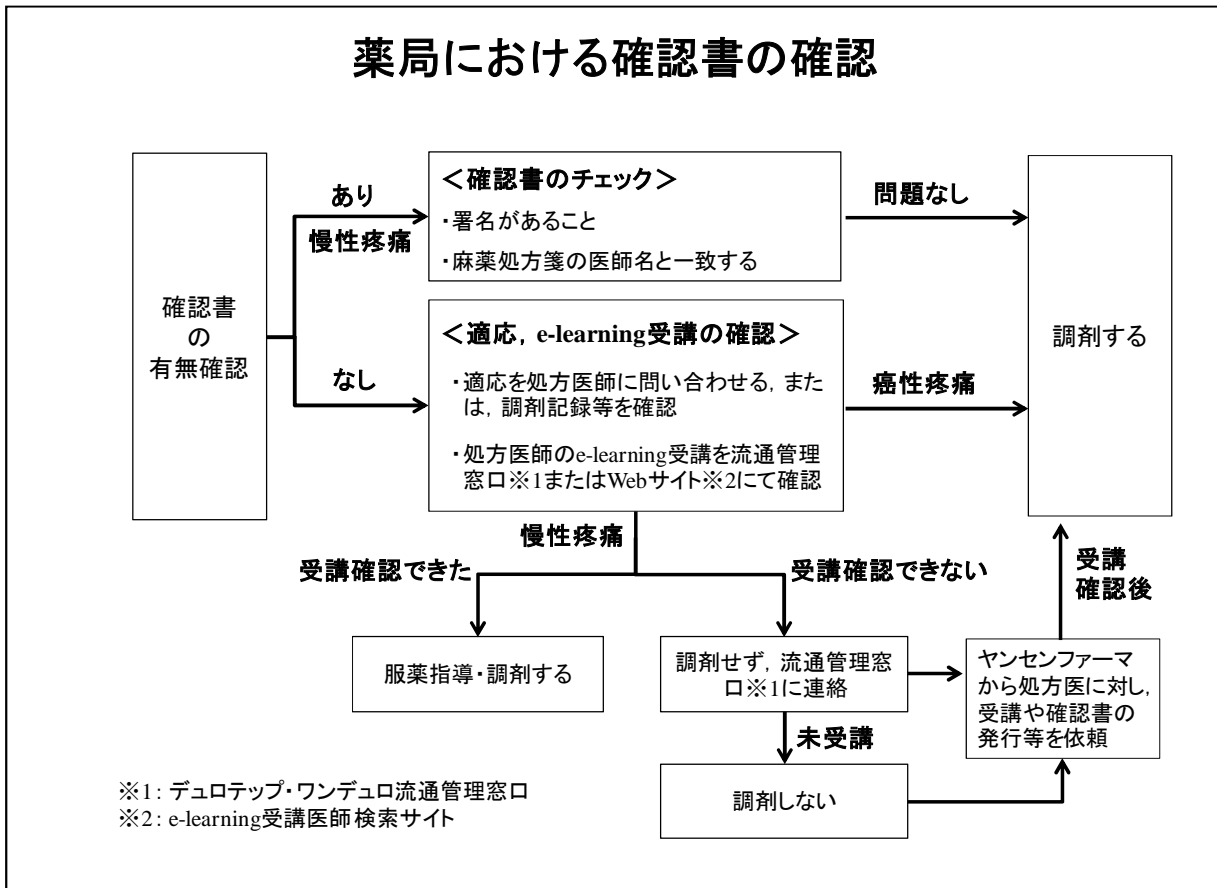 薬局における確認書の確認
確認書
の
有無確認
あり
慢性疼痛
＜確認書のチェック＞
・署名があること
・麻薬処方箋の医師名と一致する
問題なし
調剤する
なし
＜適応，e-learning受講の確認＞
・適応を処方医師に問い合わせる，また
は，調剤記録等を確認
・処方医師のe-learning受講を流通管理
窓口※1またはWebサイト※2にて確認
癌性疼痛
慢性疼痛
受講確認できた
受講確認できない
受講
確認後
服薬指導・調剤する
調剤せず，流通管理窓
口※1に連絡
ヤンセンファーマ
から処方医に対し，
受講や確認書の
発行等を依頼
未受講
調剤しない
※1：デュロテップ・ワンデュロ流通管理窓口
※2：e-learning受講医師検索サイト